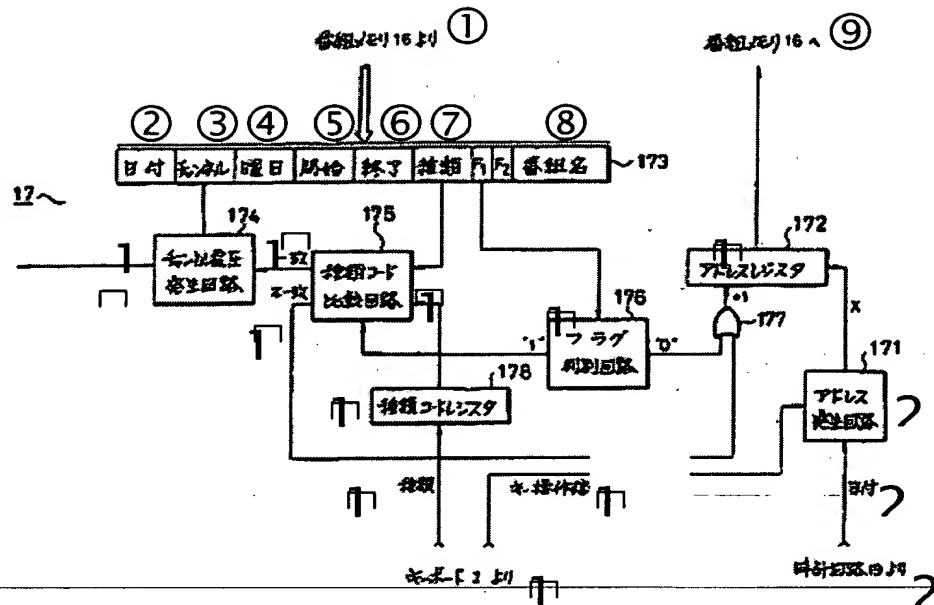 番組メモリ16より ①
番組メモリ16へ ⑨
② ③ ④ ⑤ ⑥ ⑦ ⑧
日付 チャンネル 曜日 開始 終了 種類 F1 F2 番組名
173
17
174
チャンネル電圧
発生回路
一致
不一致
175
種類コード
比較回路
172
アドレスレジスタ
+1
177
X
176
フラグ
判別回路
"1"
"0"
171
アドレス
発生回路
178
種類コードレジスタ
種類
キー操作信
日付
キーボード2より
時計回路19より